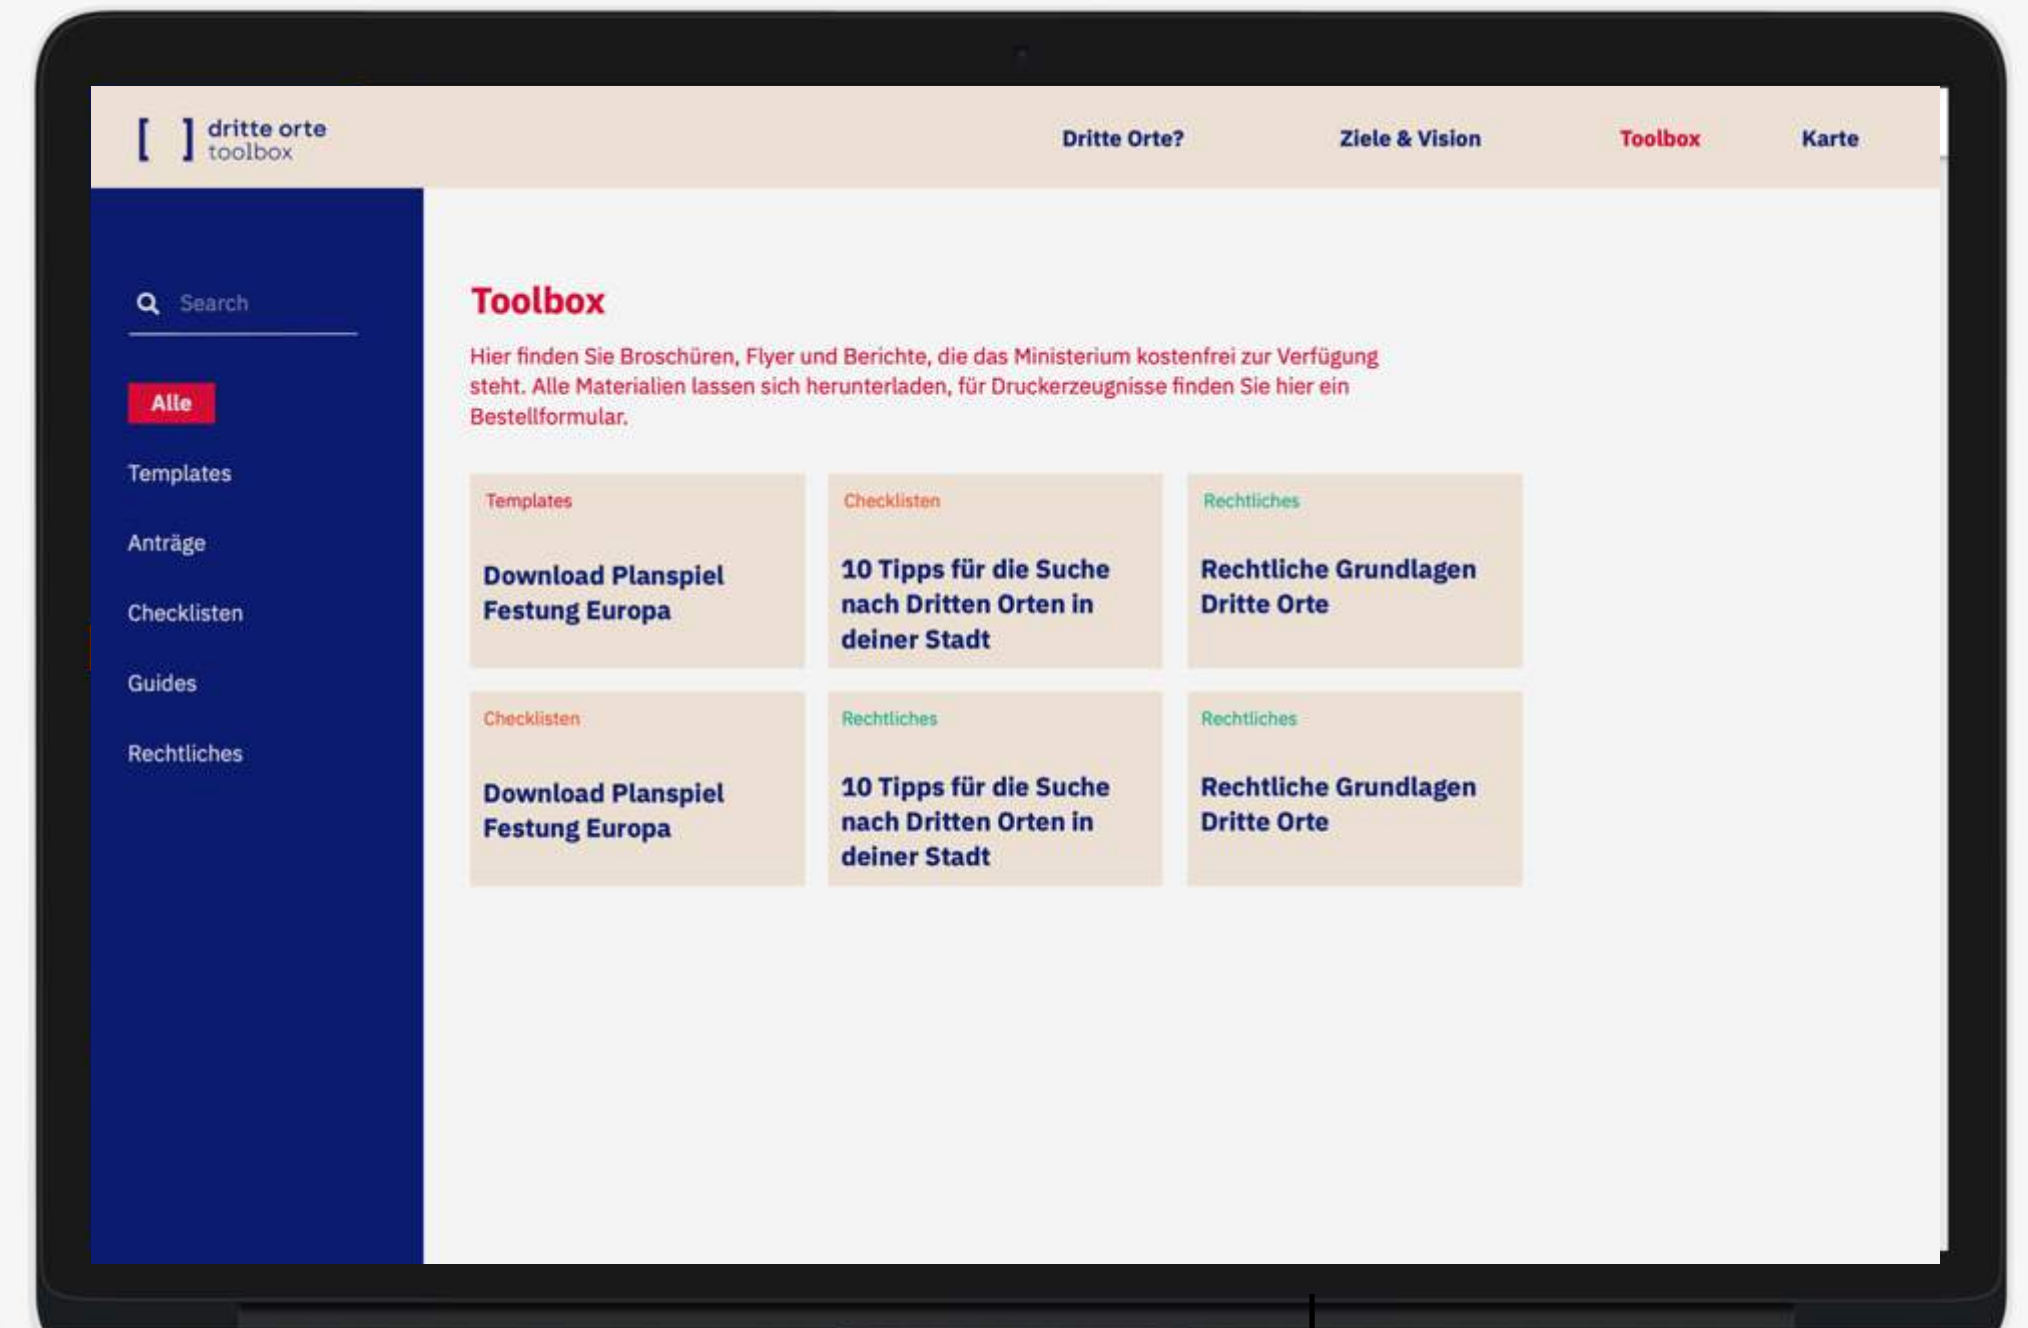 [ ] dritte orte
toolbox
Dritte Orte?
Ziele & Vision
Toolbox
Karte
Search
Alle
Templates
Anträge
Checklisten
Guides
Rechtliches
Toolbox
Hier finden Sie Broschüren, Flyer und Berichte, die das Ministerium kostenfrei zur Verfügung
steht. Alle Materialien lassen sich herunterladen, für Druckerzeugnisse finden Sie hier ein
Bestellformular.
Templates
Download Planspiel
Festung Europa
Checklisten
10 Tipps für die Suche
nach Dritten Orten in
deiner Stadt
Rechtliches
Rechtliche Grundlagen
Dritte Orte
Checklisten
Download Planspiel
Festung Europa
Rechtliches
10 Tipps für die Suche
nach Dritten Orten in
deiner Stadt
Rechtliches
Rechtliche Grundlagen
Dritte Orte